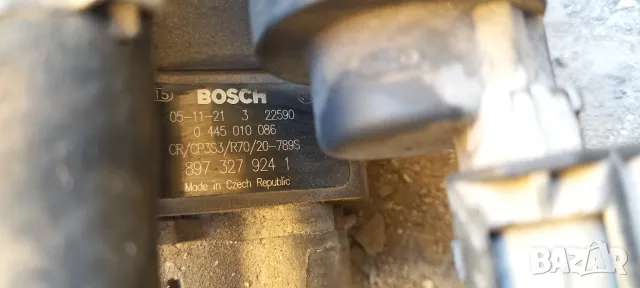 15 BOSCH
05-11-21 3 22590
0 445 010 086
CR/CP3S3/R70/20-789S
897 327 924 1
Made in Czech Republic
BAZAR